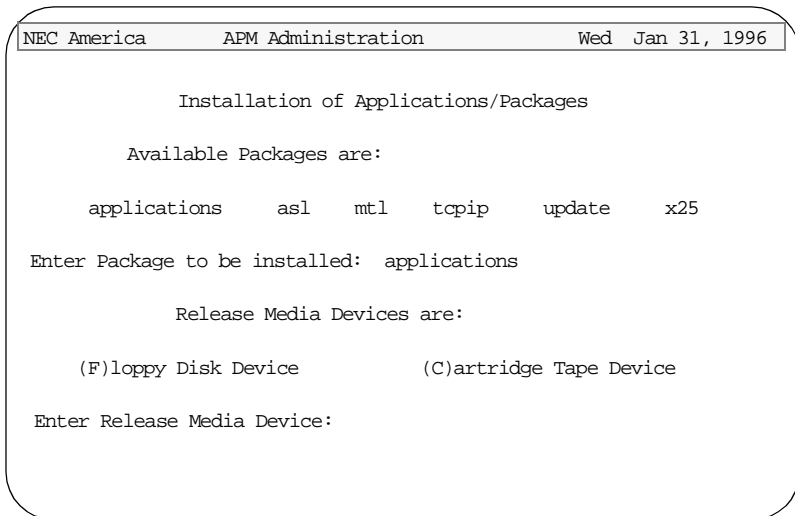 NEC America APM Administration Wed Jan 31, 1996
Installation of Applications/Packages
Available Packages are:
applications asl mtl tcpip update x25
Enter Package to be installed: applications
Release Media Devices are:
(F)loppy Disk Device (C)artridge Tape Device
Enter Release Media Device: